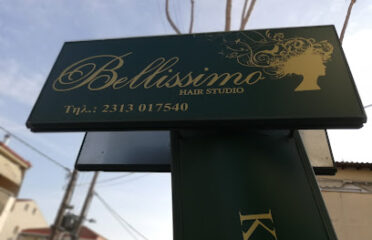 Bellissimo
HAIR STUDIO
Τηλ.: 2313 017540
K